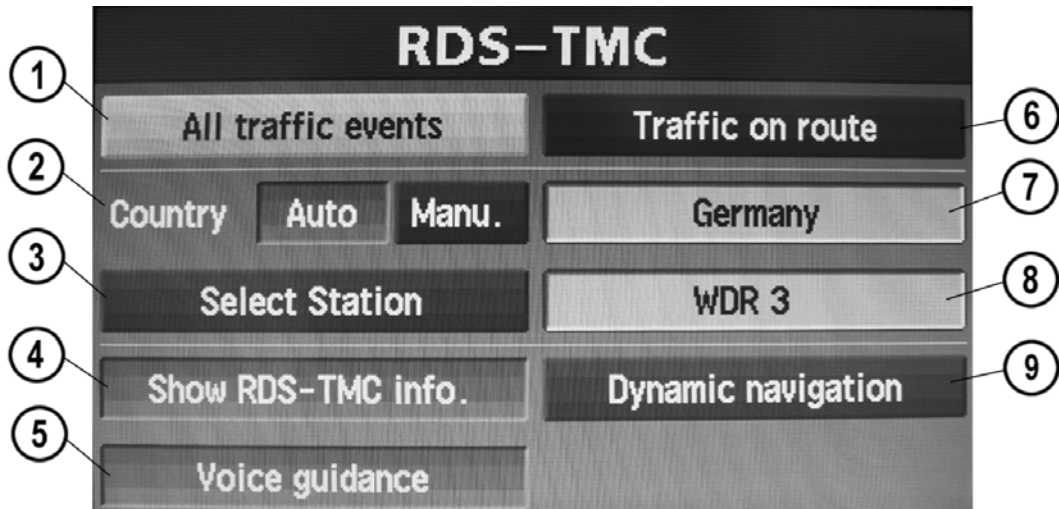 RDS-TMC
1 All traffic events Traffic on route 6
2 Country Auto Manu. Germany 7
3 Select Station WDR 3 8
4 Show RDS-TMC info. Dynamic navigation 9
5 Voice guidance